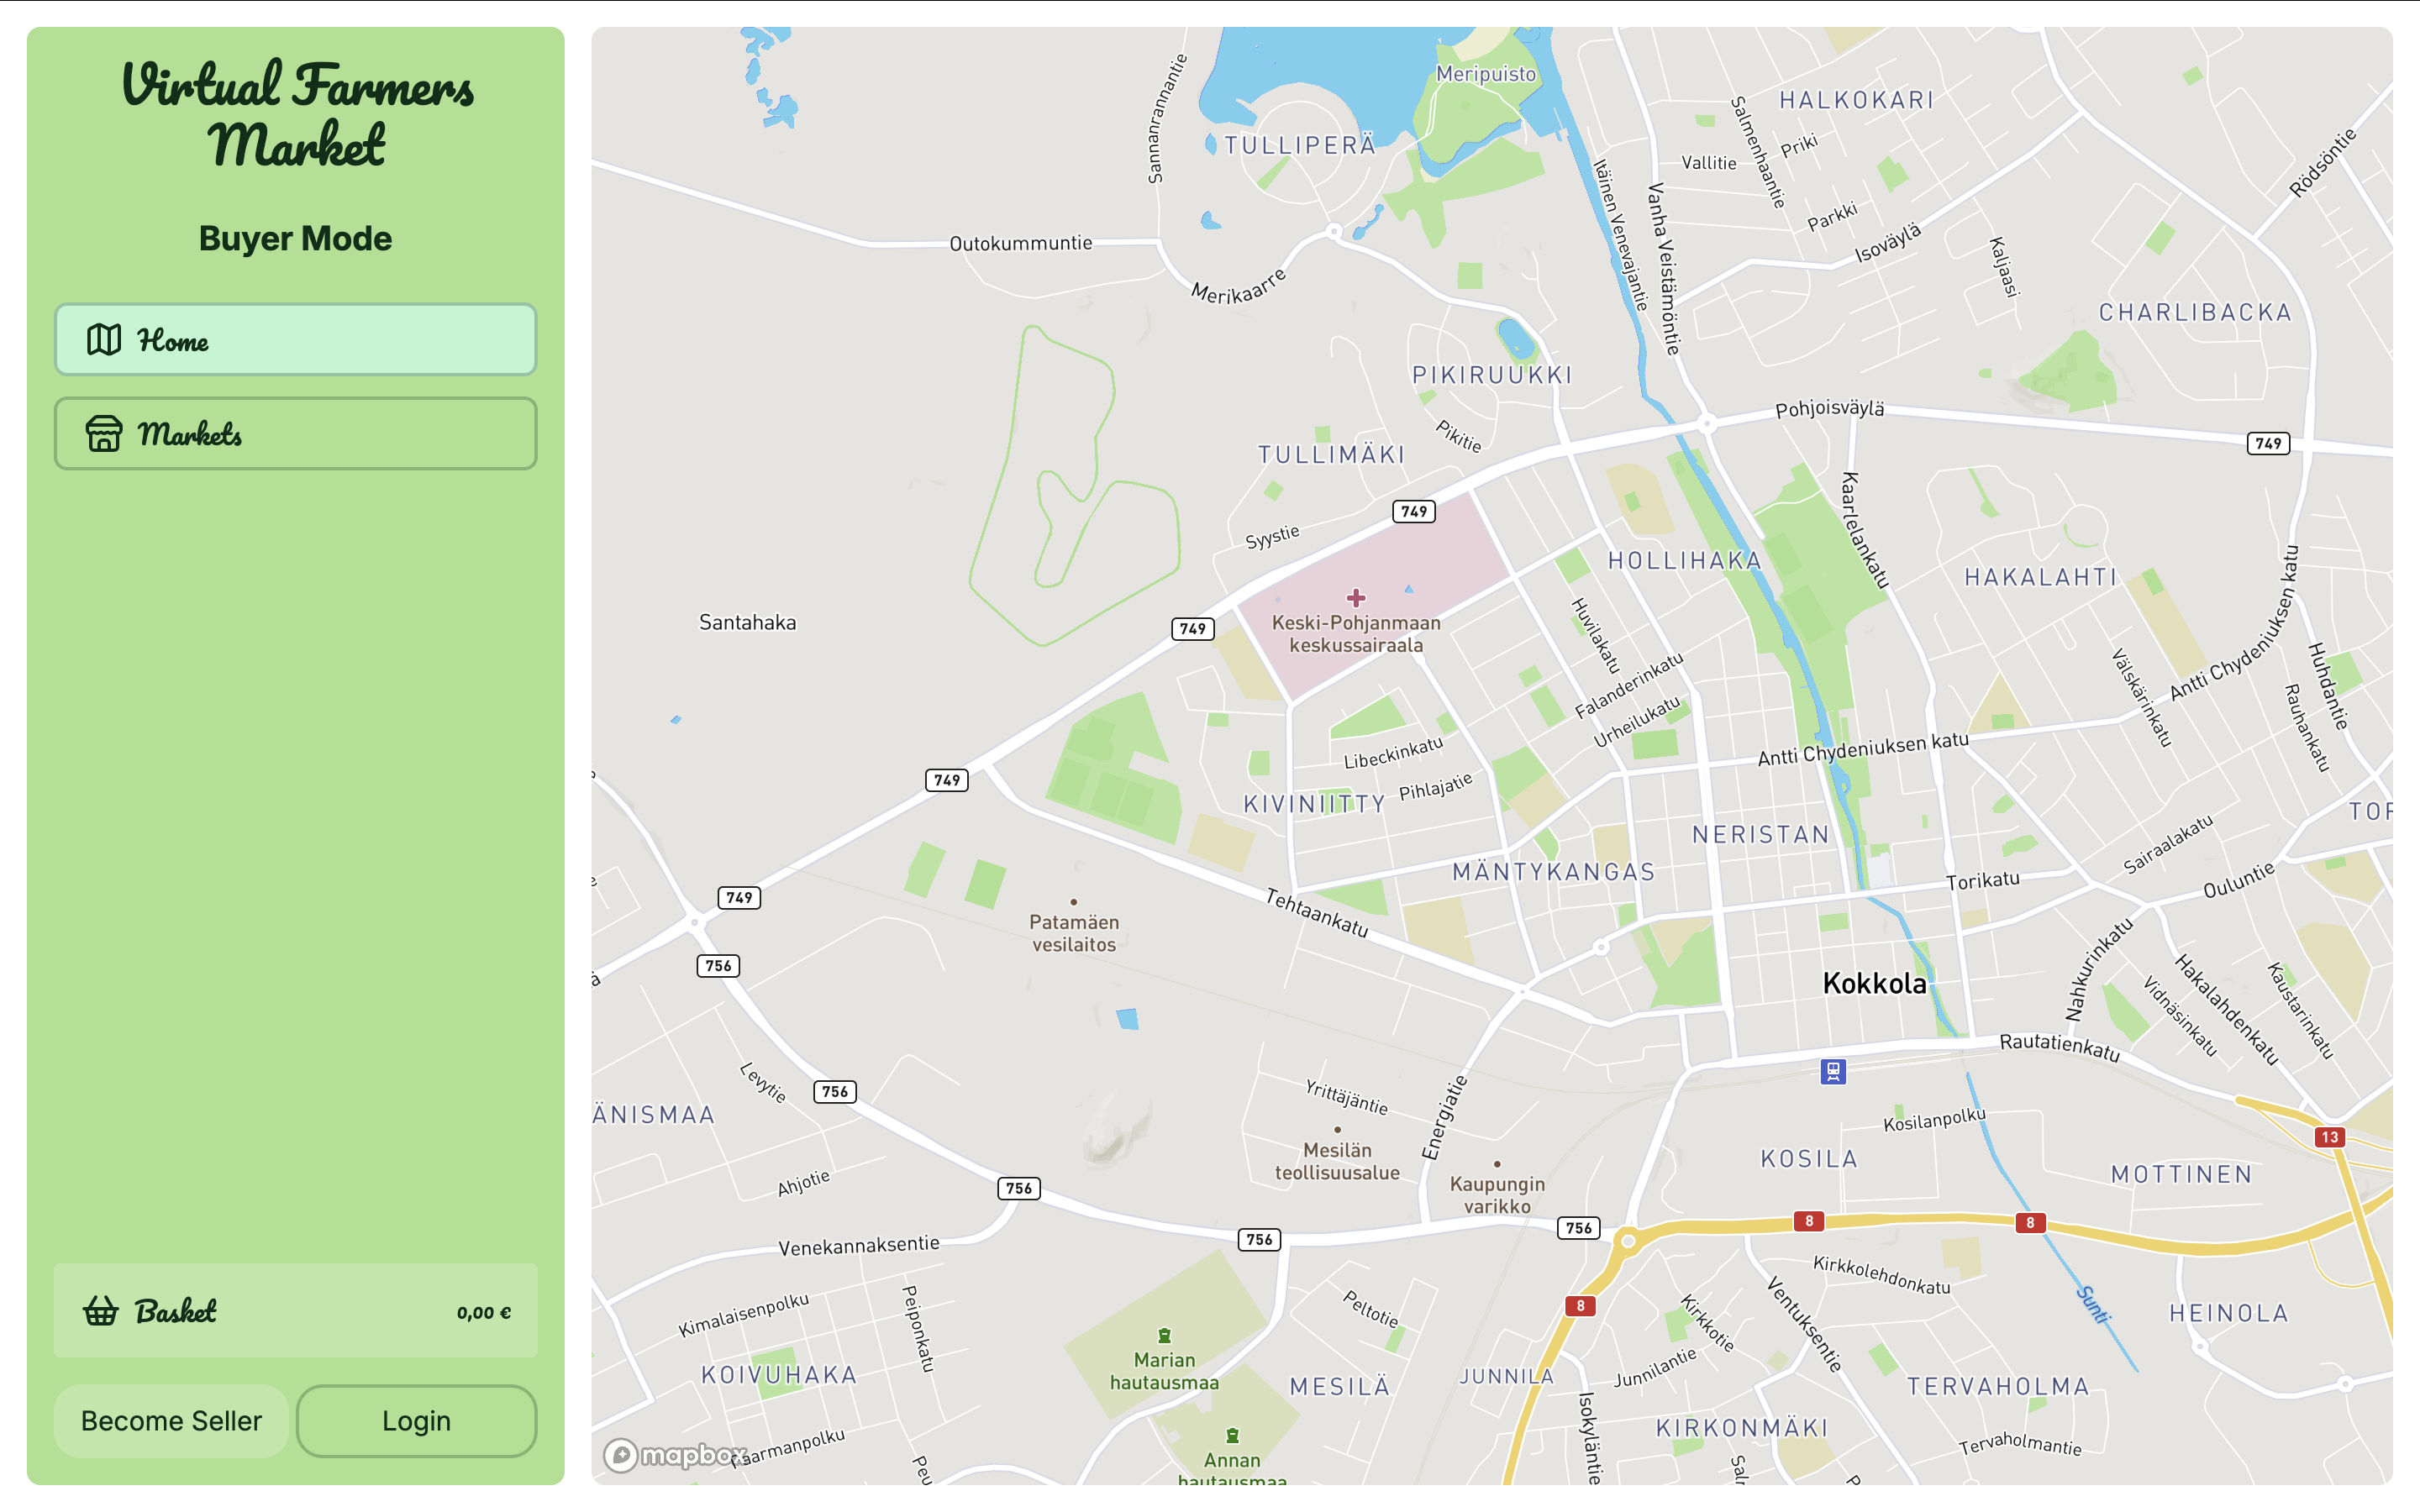 Virtual Farmers
Market
Buyer Mode
Home
Markets
Basket
0,00 €
Become Seller
Login
Meripuisto
HALKOKARI
Sannanrannantie
TULLIPERÄ
Salmenhaantie
Priki
Vallitie
Rödsöntie
Itäinen Venevajantie
Vanha Veistämöntie
Parkki
Isoväylä
Kaljaasi
Outokummuntie
Merikaarre
CHARLIBACKA
PIKIRUUKKI
Pohjoisväylä
749
Pikitie
TULLIMÄKI
749
Kaarlelankatu
Syystie
HOLLIHAKA
HAKALAHTI
Santahaka
749
Keski-Pohjanmaan
keskussairaala
Huvilakatu
Falanderinkatu
Urheilukatu
Antti Chydeniuksen katu
Välskärinkatu
Huhdantie
Rauhankatu
Antti Chydeniuksen katu
Libeckinkatu
749
Pihlajatie
KIVINIITTY
TOR
NERISTAN
Sairaalakatu
MÄNTYKANGAS
Torikatu
Ouluntie
749
Tehtaankatu
Patamäen
vesilaitos
756
Kokkola
Nahkurinkatu
Hakalahdenkatu
Vidnäsinkatu
Kaustarinkatu
Rautatienkatu
Levytie
756
Yrittäjäntie
Energiatie
ÄNISMAA
Kosilanpolku
13
Mesilän
teollisuusalue
KOSILA
MOTTINEN
Ahjotie
756
Kaupungin
varikko
8
8
756
756
Venekannaksentie
Kirkkolehdonkatu
Ventuksentie
Sunti
HEINOLA
8
Peltotie
Kirkkotie
Kimalaisenpolku
Peiponkatu
Marian
hautausmaa
KOIVUHAKA
MESILÄ
JUNNILA
Junnilantie
TERVAHOLMA
Isokyläntie
KIRKONMÄKI
Tervaholmantie
mapbox
Paarmanpolku
Peu
Annan
hautausmaa
Salr